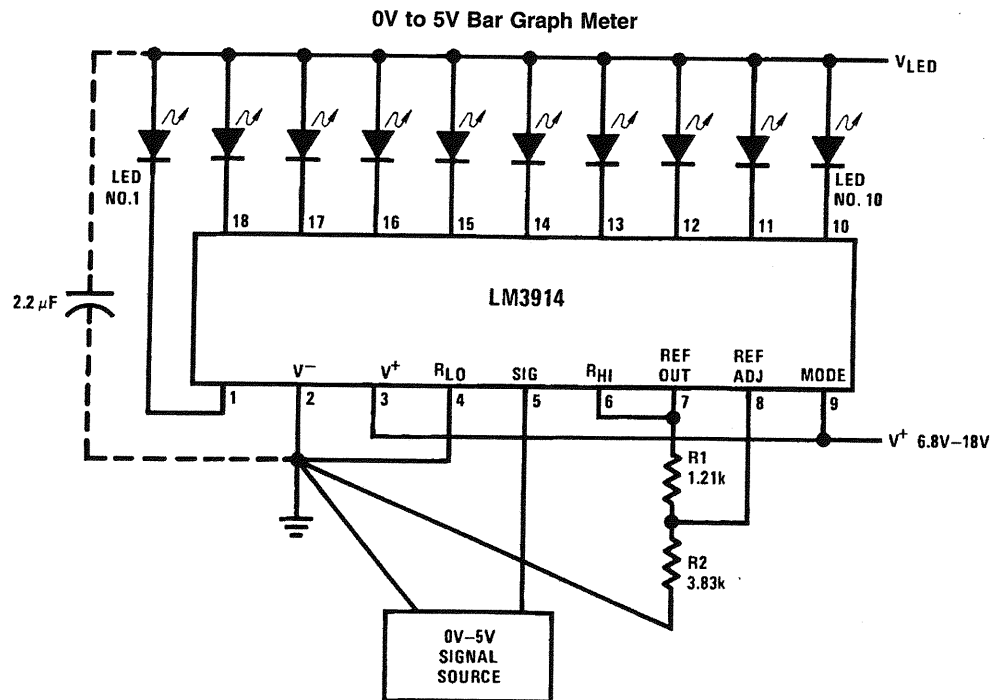 0V to 5V Bar Graph Meter
VLED
LED
NO.1
LED
NO. 10
18
17
16
15
14
13
12
11
10
2.2 μF
LM3914
V−
V+
RLO
SIG
RHI
REF
OUT
REF
ADJ
MODE
1
2
3
4
5
6
7
8
9
V+ 6.8V–18V
R1
1.21k
R2
3.83k
0V–5V
SIGNAL
SOURCE